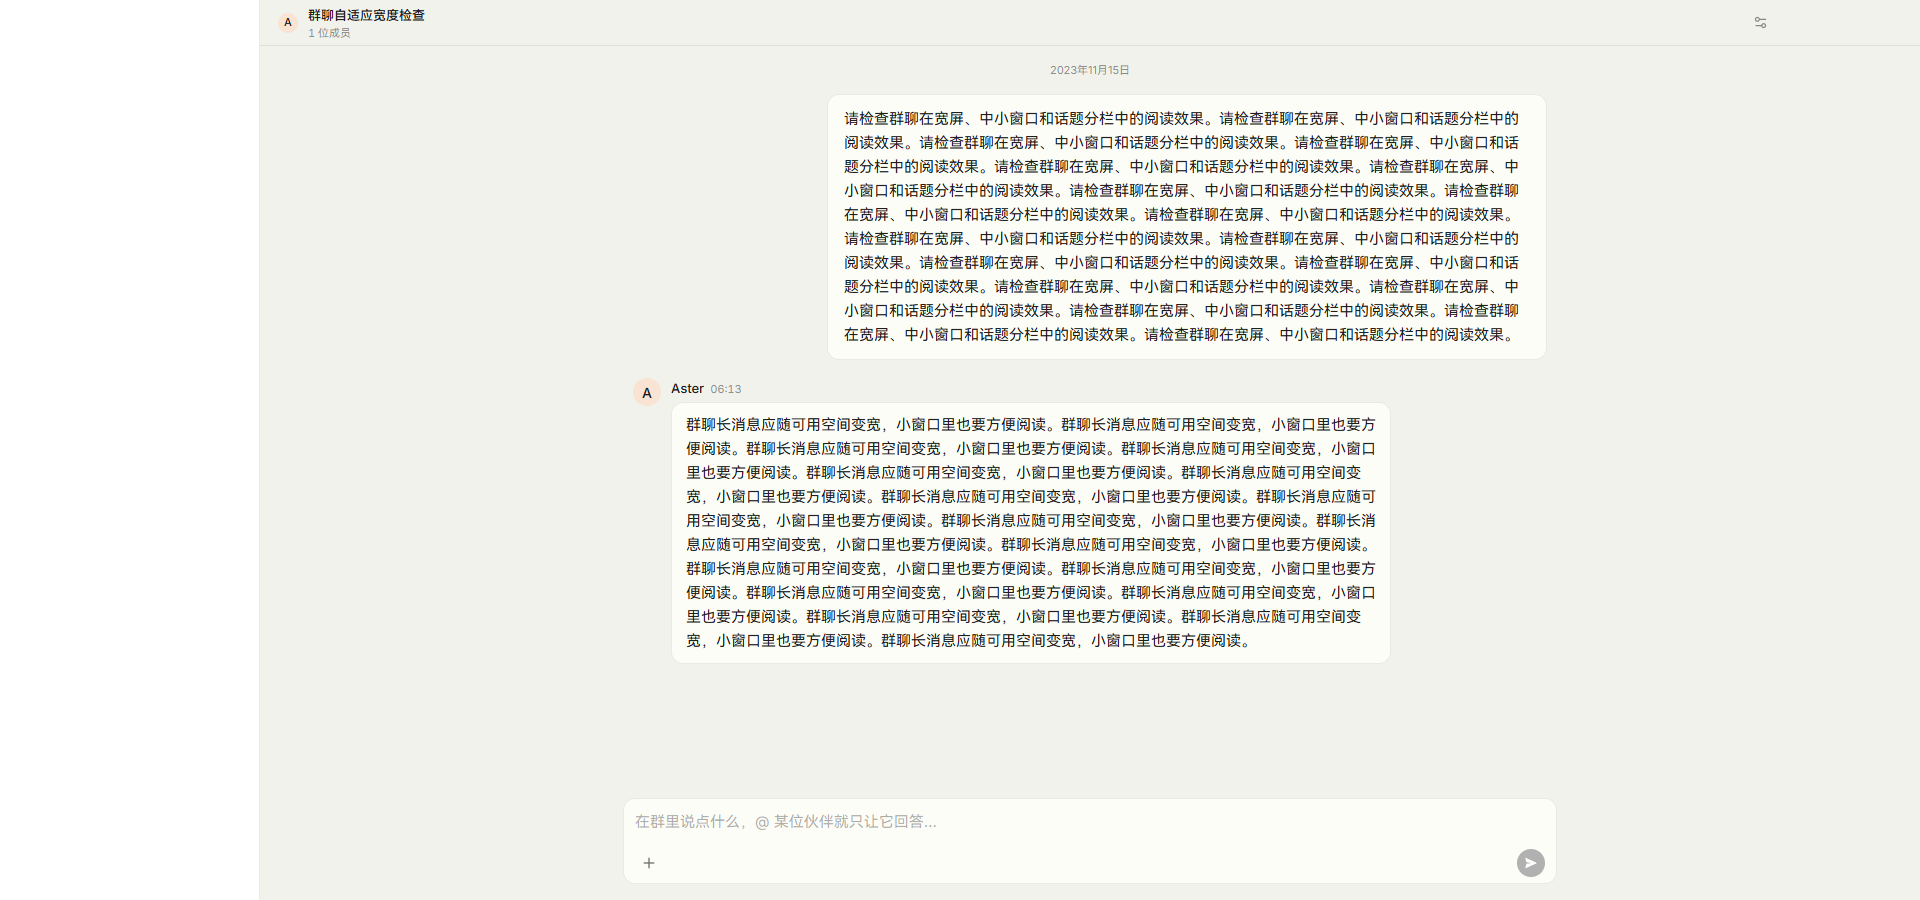 A
群聊自适应宽度检查
1 位成员
2023年11月15日
请检查群聊在宽屏、中小窗口和话题分栏中的阅读效果。请检查群聊在宽屏、中小窗口和话题分栏中的
阅读效果。请检查群聊在宽屏、中小窗口和话题分栏中的阅读效果。请检查群聊在宽屏、中小窗口和话
题分栏中的阅读效果。请检查群聊在宽屏、中小窗口和话题分栏中的阅读效果。请检查群聊在宽屏、中
小窗口和话题分栏中的阅读效果。请检查群聊在宽屏、中小窗口和话题分栏中的阅读效果。请检查群聊
在宽屏、中小窗口和话题分栏中的阅读效果。请检查群聊在宽屏、中小窗口和话题分栏中的阅读效果。
请检查群聊在宽屏、中小窗口和话题分栏中的阅读效果。请检查群聊在宽屏、中小窗口和话题分栏中的
阅读效果。请检查群聊在宽屏、中小窗口和话题分栏中的阅读效果。请检查群聊在宽屏、中小窗口和话
题分栏中的阅读效果。请检查群聊在宽屏、中小窗口和话题分栏中的阅读效果。请检查群聊在宽屏、中
小窗口和话题分栏中的阅读效果。请检查群聊在宽屏、中小窗口和话题分栏中的阅读效果。请检查群聊
在宽屏、中小窗口和话题分栏中的阅读效果。请检查群聊在宽屏、中小窗口和话题分栏中的阅读效果。
A
Aster 06:13
群聊长消息应随可用空间变宽，小窗口里也要方便阅读。群聊长消息应随可用空间变宽，小窗口里也要方
便阅读。群聊长消息应随可用空间变宽，小窗口里也要方便阅读。群聊长消息应随可用空间变宽，小窗口
里也要方便阅读。群聊长消息应随可用空间变宽，小窗口里也要方便阅读。群聊长消息应随可用空间变
宽，小窗口里也要方便阅读。群聊长消息应随可用空间变宽，小窗口里也要方便阅读。群聊长消息应随可
用空间变宽，小窗口里也要方便阅读。群聊长消息应随可用空间变宽，小窗口里也要方便阅读。群聊长消
息应随可用空间变宽，小窗口里也要方便阅读。群聊长消息应随可用空间变宽，小窗口里也要方便阅读。
群聊长消息应随可用空间变宽，小窗口里也要方便阅读。群聊长消息应随可用空间变宽，小窗口里也要方
便阅读。群聊长消息应随可用空间变宽，小窗口里也要方便阅读。群聊长消息应随可用空间变宽，小窗口
里也要方便阅读。群聊长消息应随可用空间变宽，小窗口里也要方便阅读。群聊长消息应随可用空间变
宽，小窗口里也要方便阅读。群聊长消息应随可用空间变宽，小窗口里也要方便阅读。
在群里说点什么，@ 某位伙伴就只让它回答...